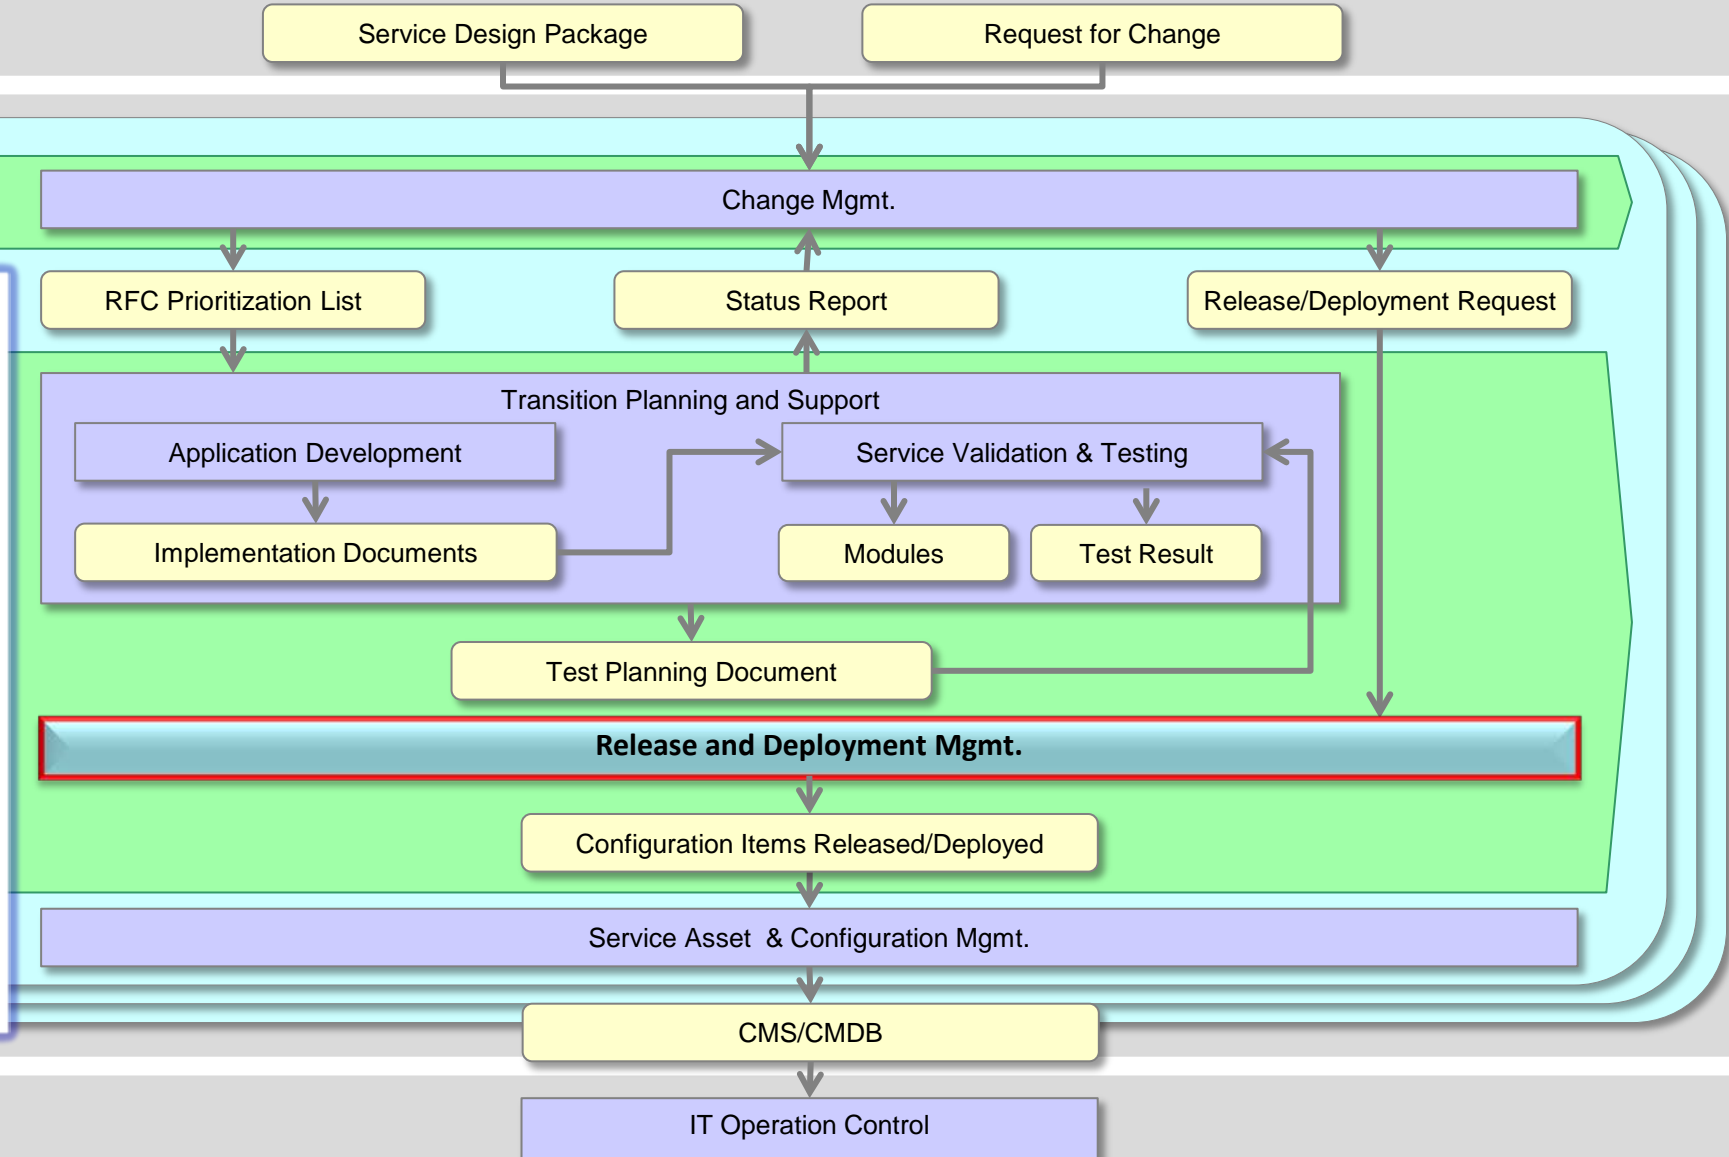 Service Design Package
Request for Change
Change Mgmt.
RFC Prioritization List
Status Report
Release/Deployment Request
Transition Planning and Support
Application Development
Service Validation & Testing
Implementation Documents
Modules
Test Result
Test Planning Document
Release and Deployment Mgmt.
Configuration Items Released/Deployed
Service Asset  & Configuration Mgmt.
CMS/CMDB
IT Operation Control